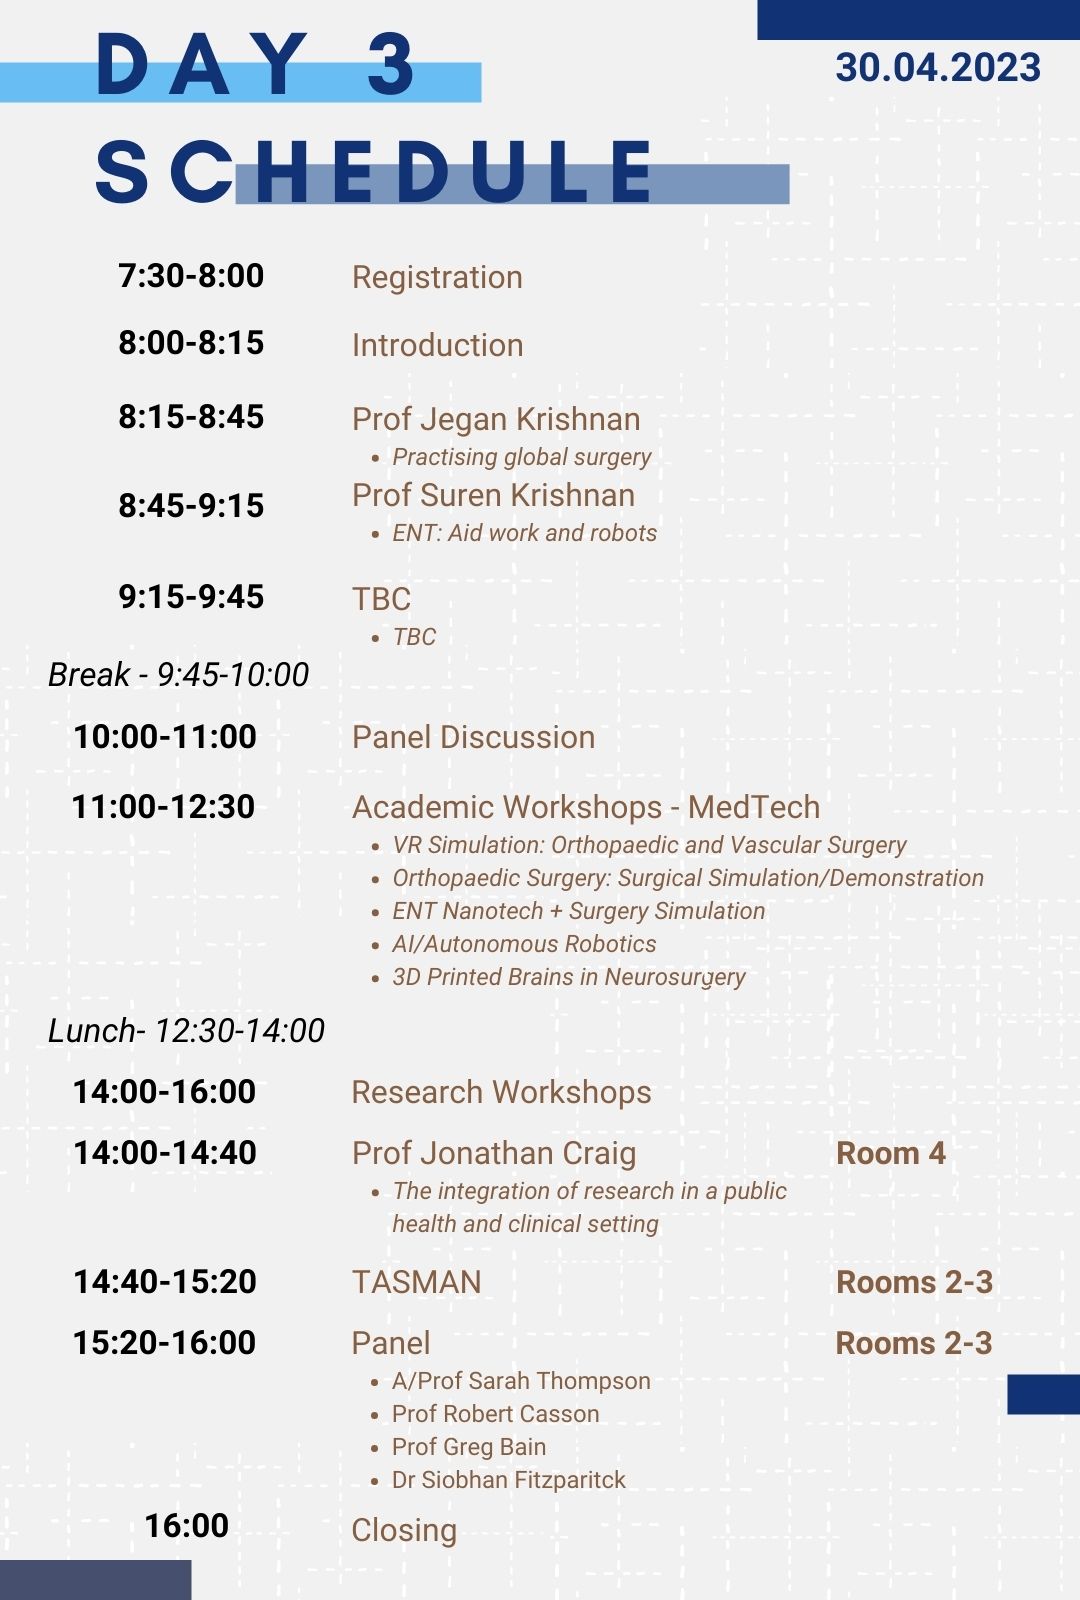 DAY 3
30.04.2023
SCHEDULE
7:30-8:00 Registration
8:00-8:15 Introduction
8:15-8:45 Prof Jegan Krishnan
• Practising global surgery
8:45-9:15 Prof Suren Krishnan
• ENT: Aid work and robots
9:15-9:45 TBC
• TBC
Break - 9:45-10:00
10:00-11:00 Panel Discussion
11:00-12:30 Academic Workshops - MedTech
• VR Simulation: Orthopaedic and Vascular Surgery
• Orthopaedic Surgery: Surgical Simulation/Demonstration
• ENT Nanotech + Surgery Simulation
• AI/Autonomous Robotics
• 3D Printed Brains in Neurosurgery
Lunch- 12:30-14:00
14:00-16:00 Research Workshops
14:00-14:40 Prof Jonathan Craig Room 4
• The integration of research in a public
health and clinical setting
14:40-15:20 TASMAN Rooms 2-3
15:20-16:00 Panel Rooms 2-3
• A/Prof Sarah Thompson
• Prof Robert Casson
• Prof Greg Bain
• Dr Siobhan Fitzparitck
16:00 Closing